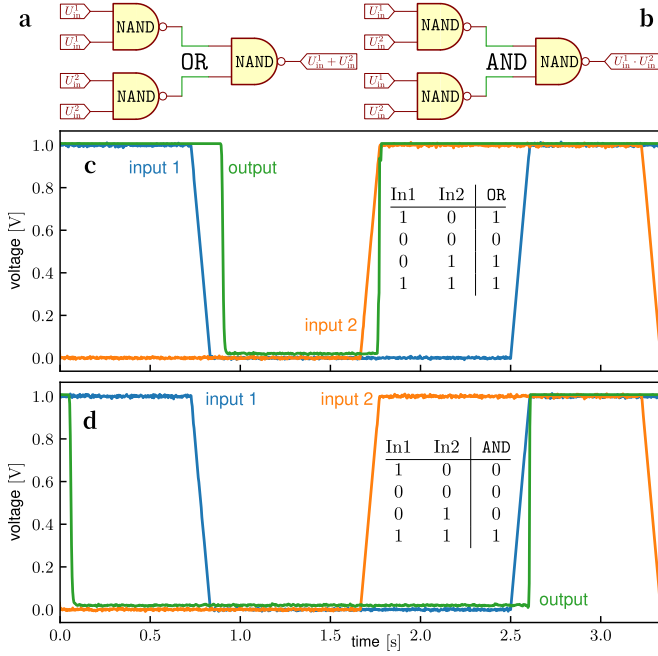 a
b
U¹in
U¹in
U²in
U²in
NAND
NAND
NAND
OR
U¹in + U²in
U¹in
U¹in
U²in
U²in
NAND
NAND
NAND
AND
U¹in · U²in
c
input 1
output
input 2
In1 In2 OR
1 0 1
0 0 0
0 1 1
1 1 1
voltage [V]
1.0
0.8
0.6
0.4
0.2
0.0
d
input 1
input 2
output
In1 In2 AND
1 0 0
0 0 0
0 1 0
1 1 1
voltage [V]
1.0
0.8
0.6
0.4
0.2
0.0
0.0 0.5 1.0 2.0 2.5 3.0
time [s]